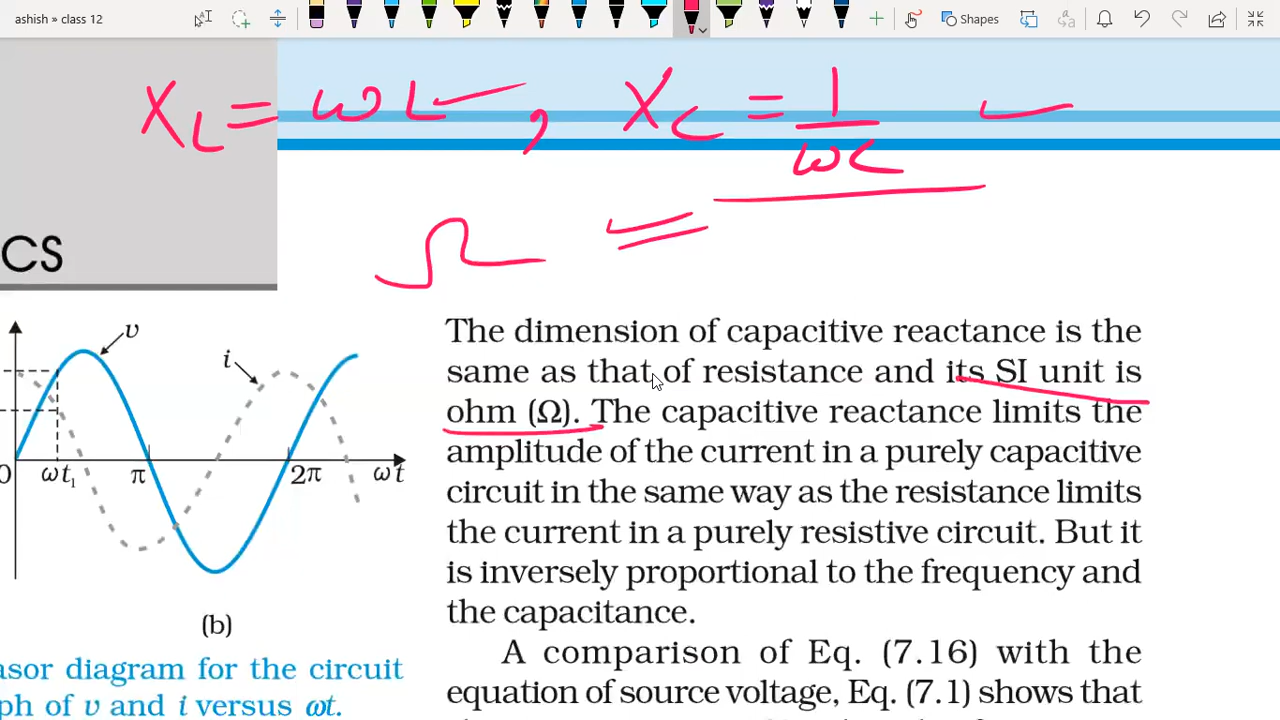 ashish › class 12
Shapes
X_L = ωL , X_C = 1/ωC
Ω
CS
v
i
0
ωt₁
π
2π
ωt
(b)
asor diagram for the circuit
ph of v and i versus ωt.
The dimension of capacitive reactance is the
same as that of resistance and its SI unit is
ohm (Ω). The capacitive reactance limits the
amplitude of the current in a purely capacitive
circuit in the same way as the resistance limits
the current in a purely resistive circuit. But it
is inversely proportional to the frequency and
the capacitance.
A comparison of Eq. (7.16) with the
equation of source voltage, Eq. (7.1) shows that